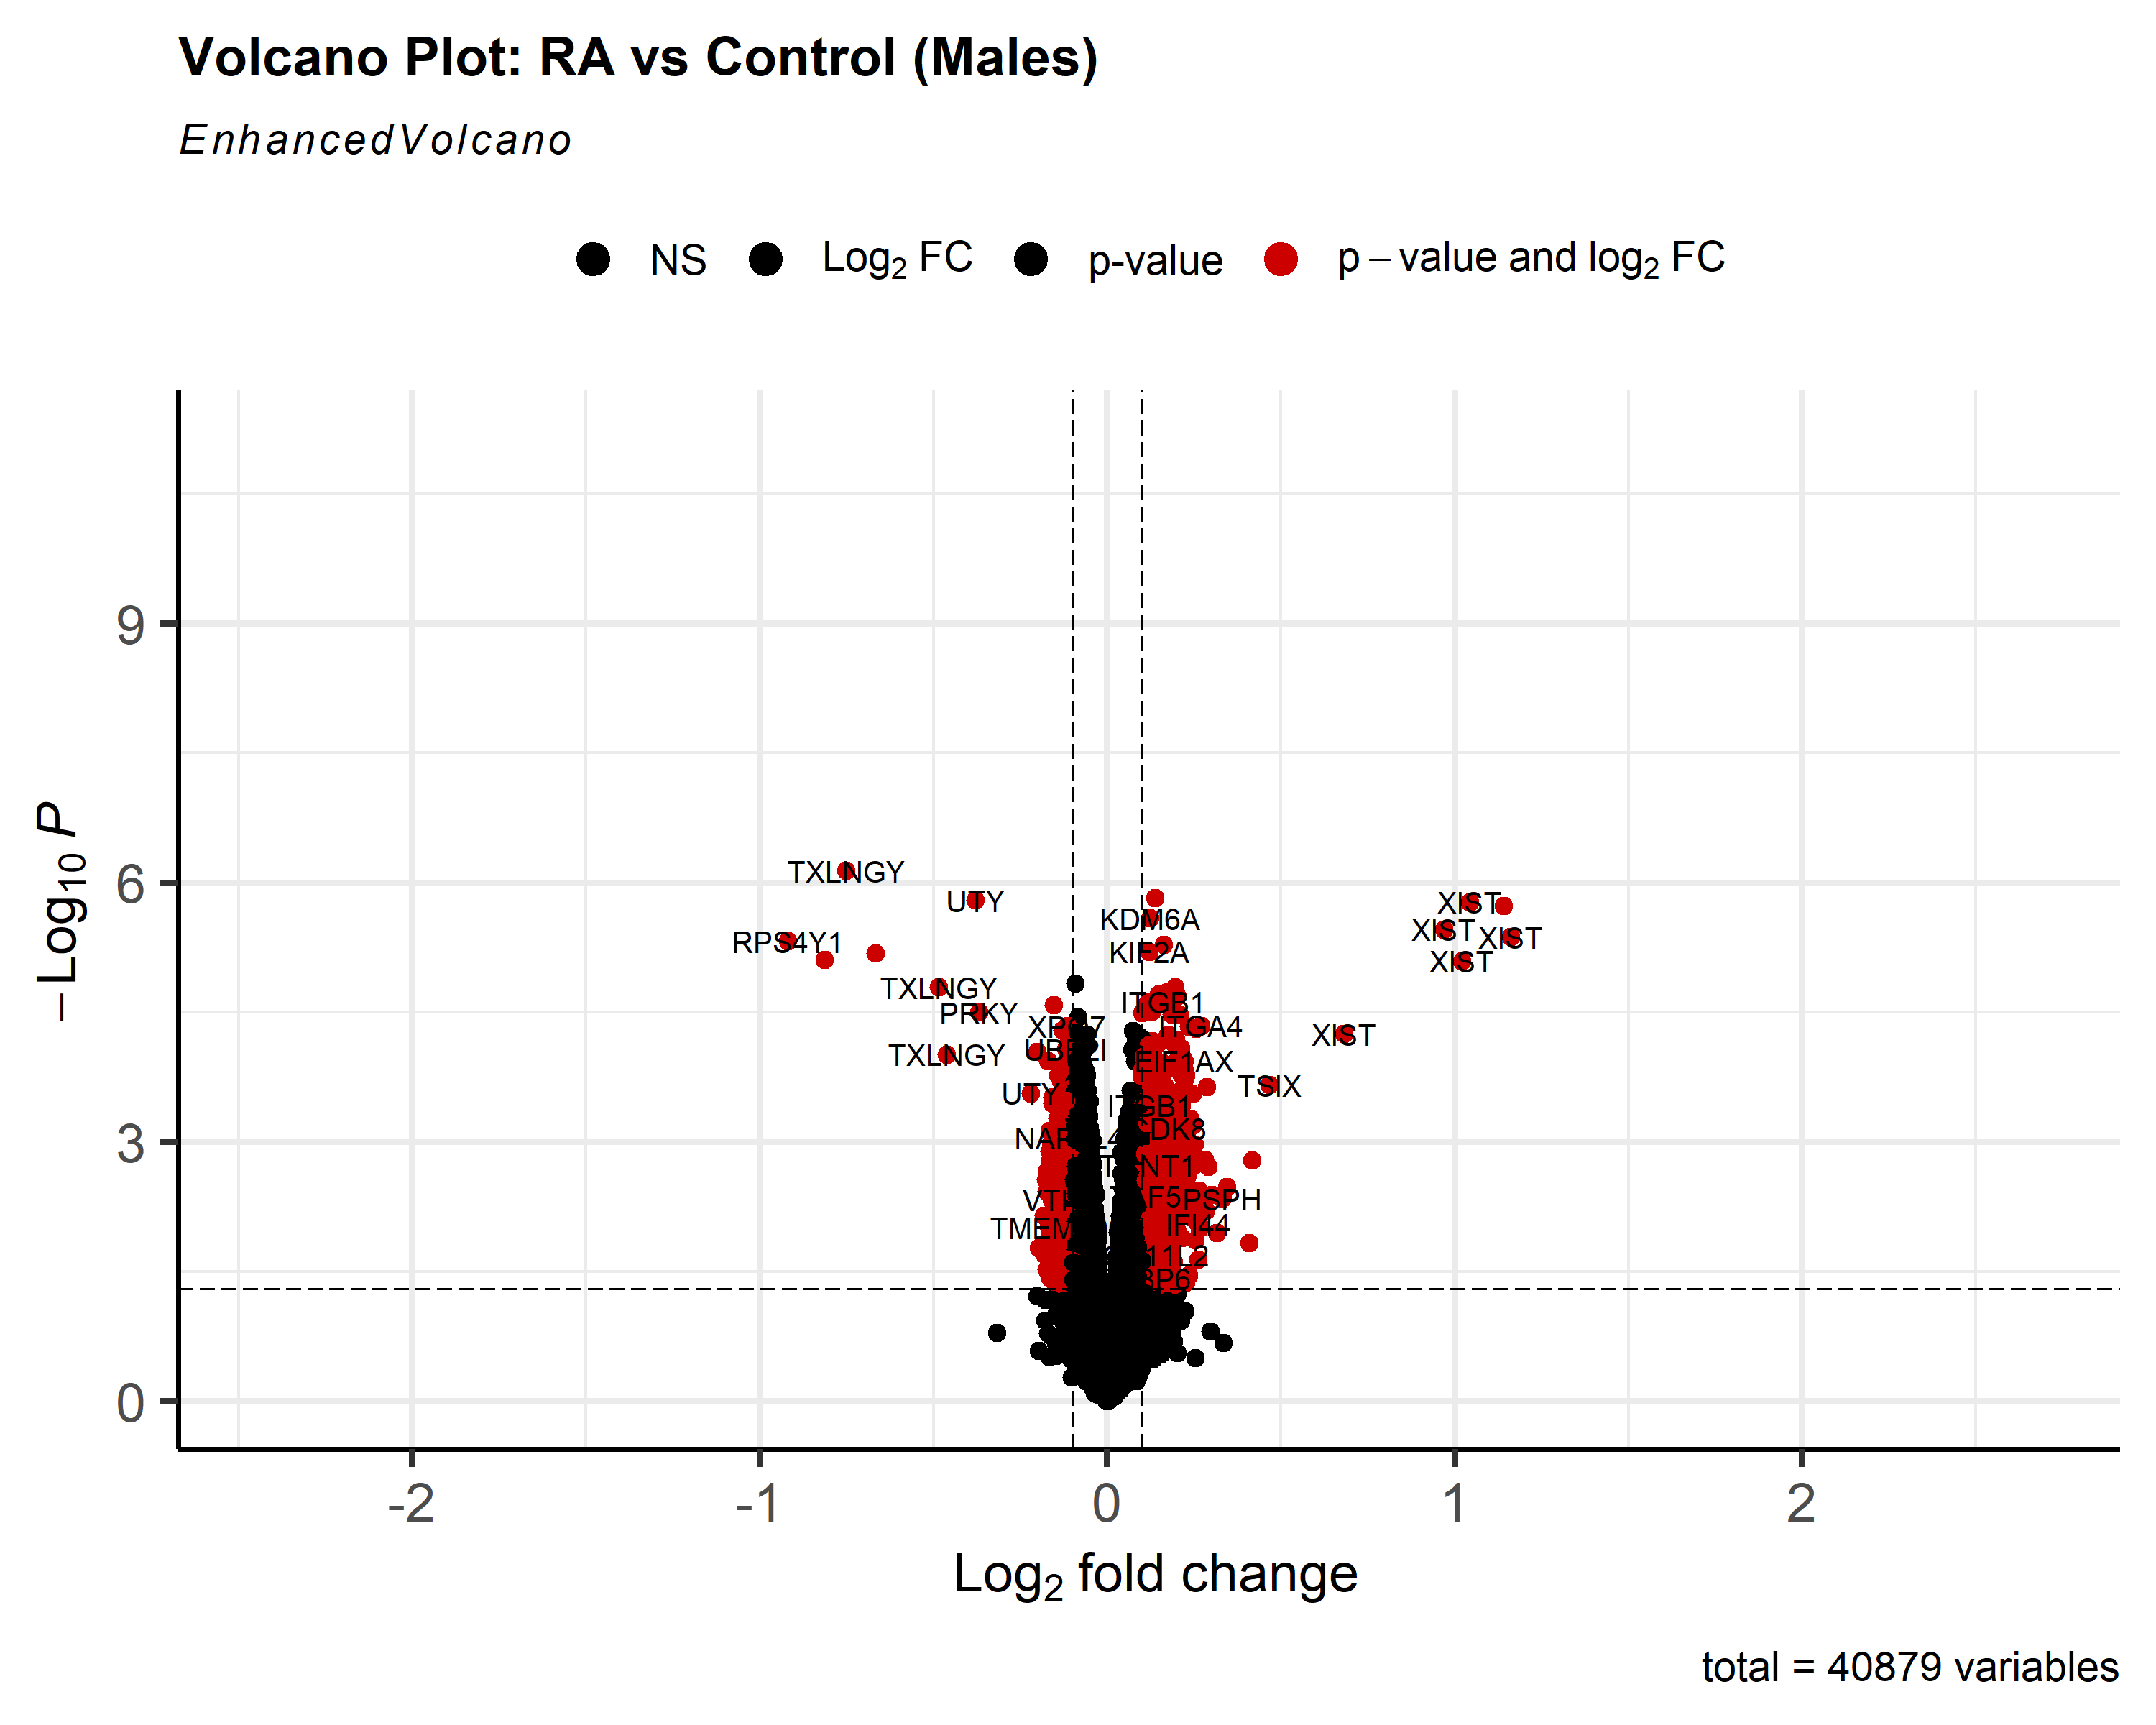 Volcano Plot: RA vs Control (Males)
EnhancedVolcano
NS Log₂ FC p-value p – value and log₂ FC
–Log₁₀ P
9
6
3
0
TXLNGY
UTY
KDM6A
XIST
XIST
XIST
RPS4Y1
KIF2A
XIST
TXLNGY
ITGB1
PRKY
ITGA4
XIST
TXLNGY
EIF1AX
TSIX
UTY
PSPH
IFI44
-2 -1 0 1 2
Log₂ fold change
total = 40879 variables